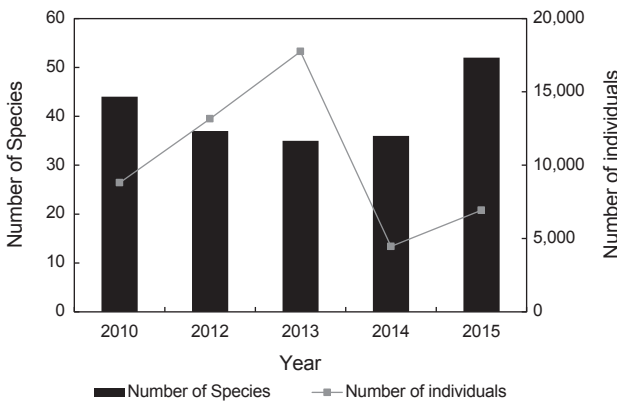 60
50
40
30
20
10
0
Number of Species
20,000
15,000
10,000
5,000
0
Number of individuals
2010 2012 2013 2014 2015
Year
Number of Species Number of individuals